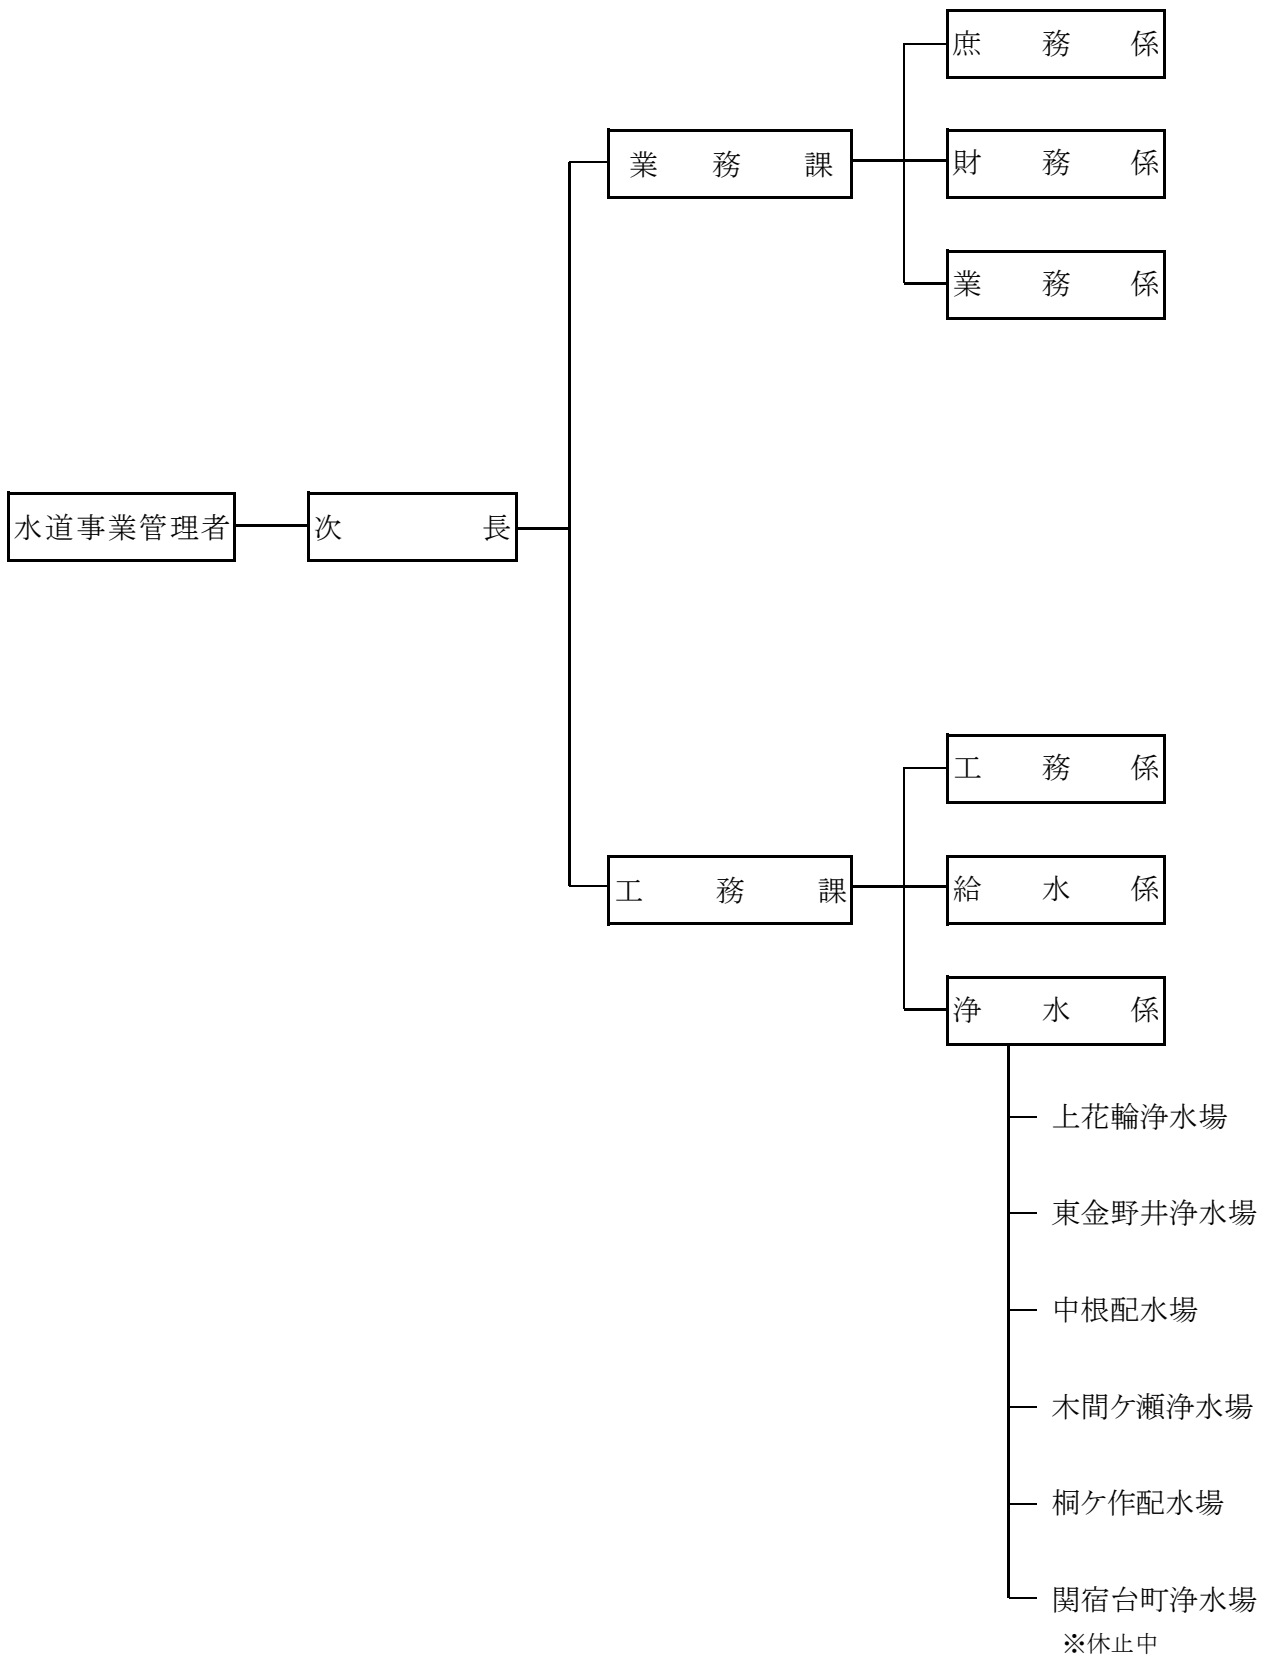 庶務係
業務課
財務係
業務係
水道事業管理者
次長
工務係
工務課
給水係
浄水係
上花輪浄水場
東金野井浄水場
中根配水場
木間ケ瀬浄水場
桐ケ作配水場
関宿台町浄水場
※休止中